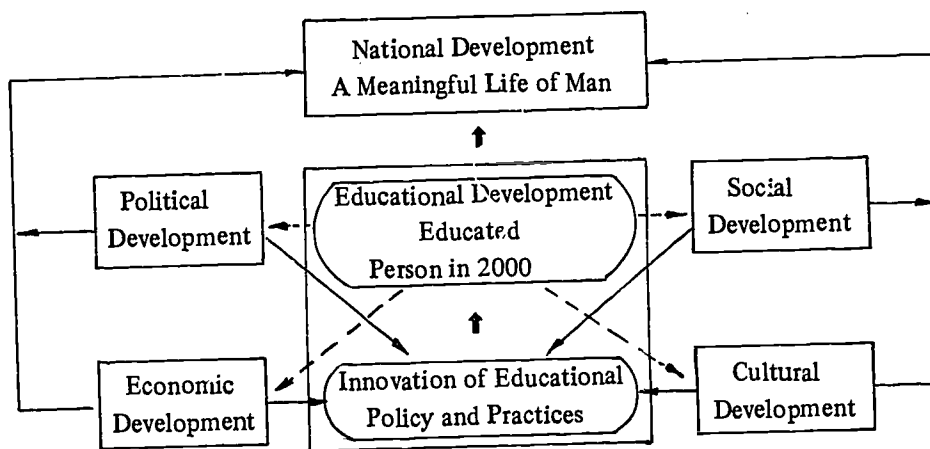 National Development
A Meaningful Life of Man
Political
Development
Educational Development
Educated
Person in 2000
Social
Development
Economic
Development
Innovation of Educational
Policy and Practices
Cultural
Development